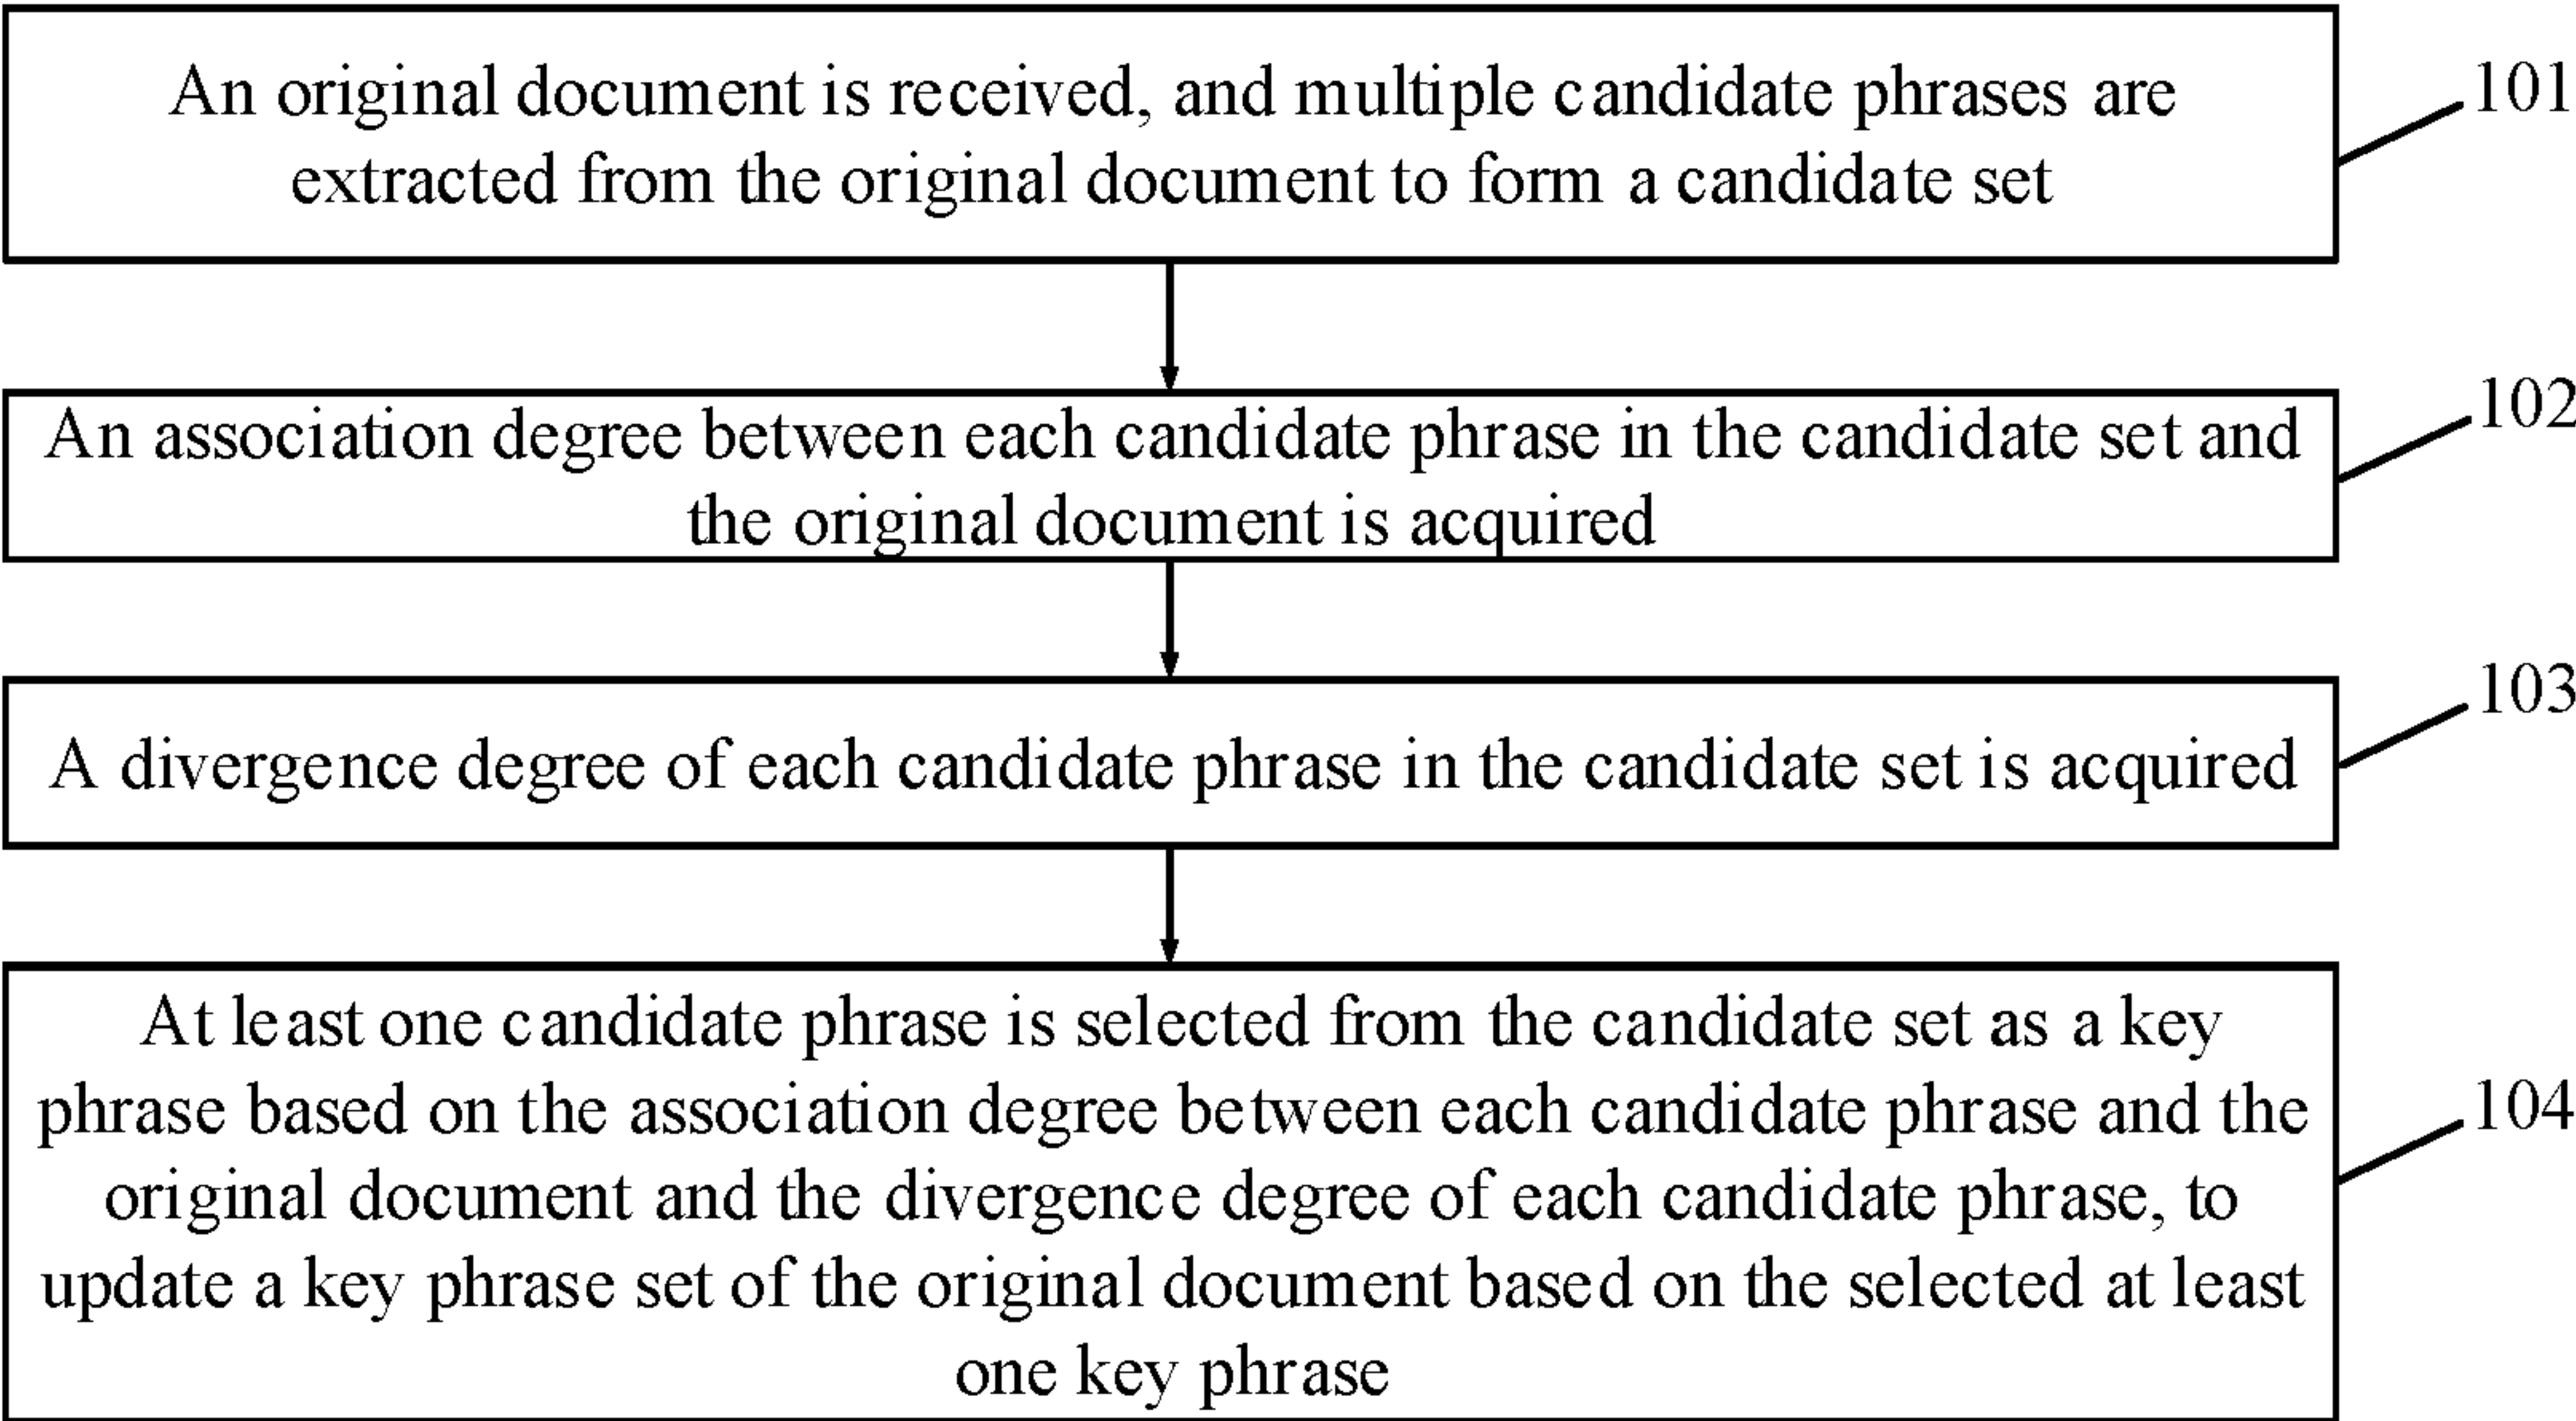 An original document is received, and multiple candidate phrases are
extracted from the original document to form a candidate set
101
An association degree between each candidate phrase in the candidate set and
the original document is acquired
102
A divergence degree of each candidate phrase in the candidate set is acquired
103
At least one candidate phrase is selected from the candidate set as a key
phrase based on the association degree between each candidate phrase and the
original document and the divergence degree of each candidate phrase, to
update a key phrase set of the original document based on the selected at least
one key phrase
104